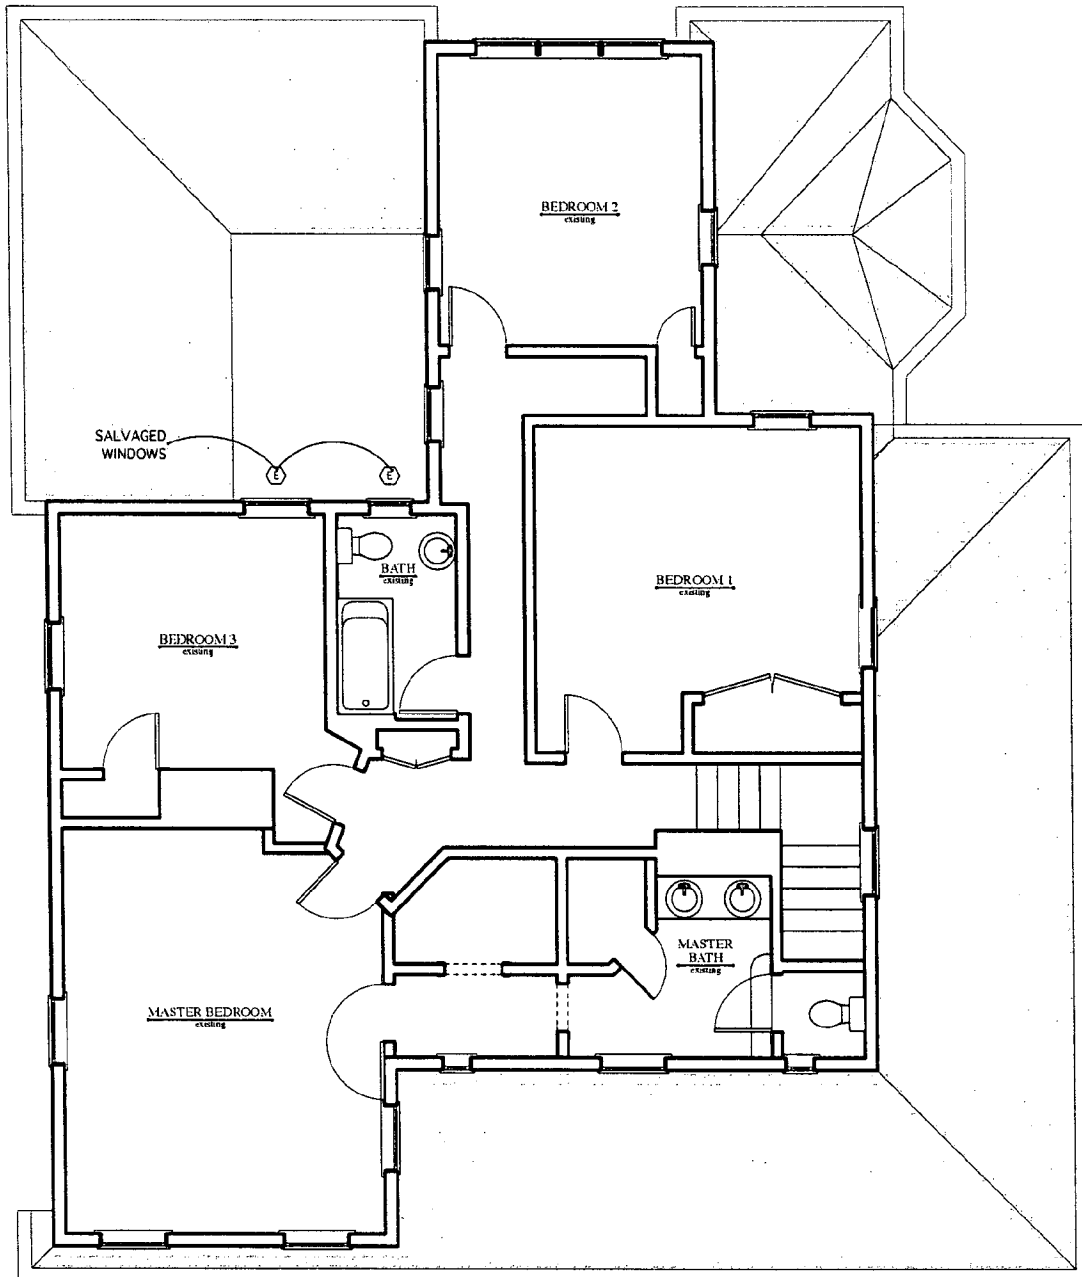 BEDROOM 2
existing
SALVAGED
WINDOWS
E
E
BATH
existing
BEDROOM 1
existing
BEDROOM 3
existing
MASTER
BATH
existing
MASTER BEDROOM
existing